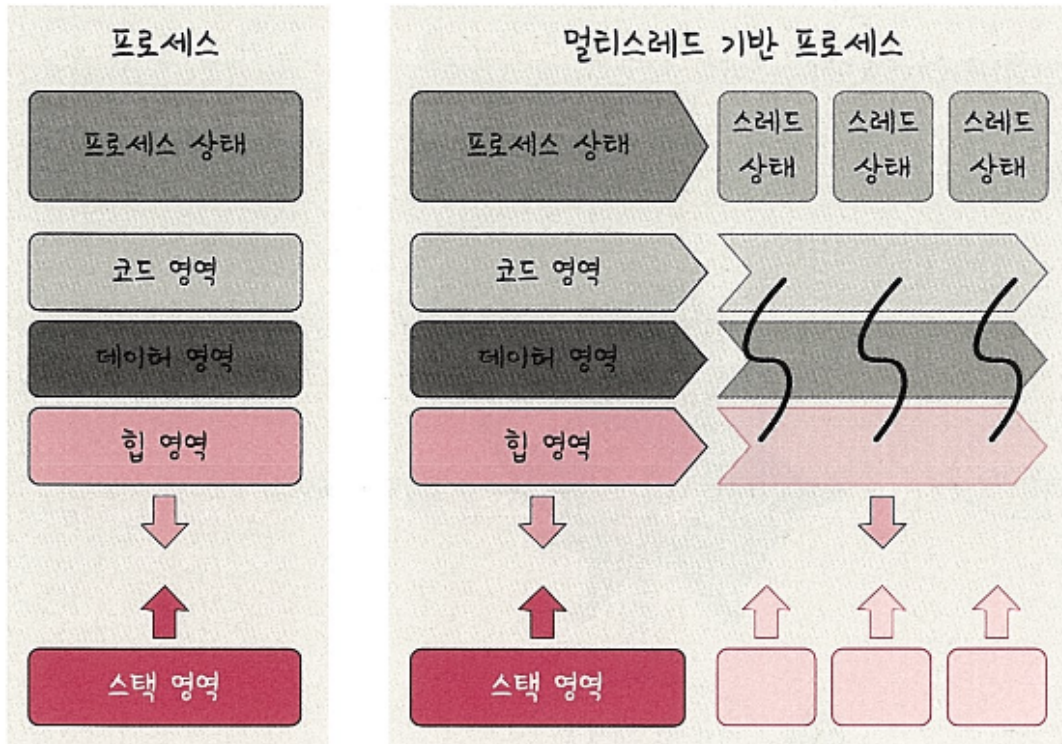 프로세스
프로세스 상태
코드 영역
데이터 영역
힙 영역
스택 영역
멀티스레드 기반 프로세스
프로세스 상태
스레드
상태
스레드
상태
스레드
상태
코드 영역
데이터 영역
힙 영역
스택 영역